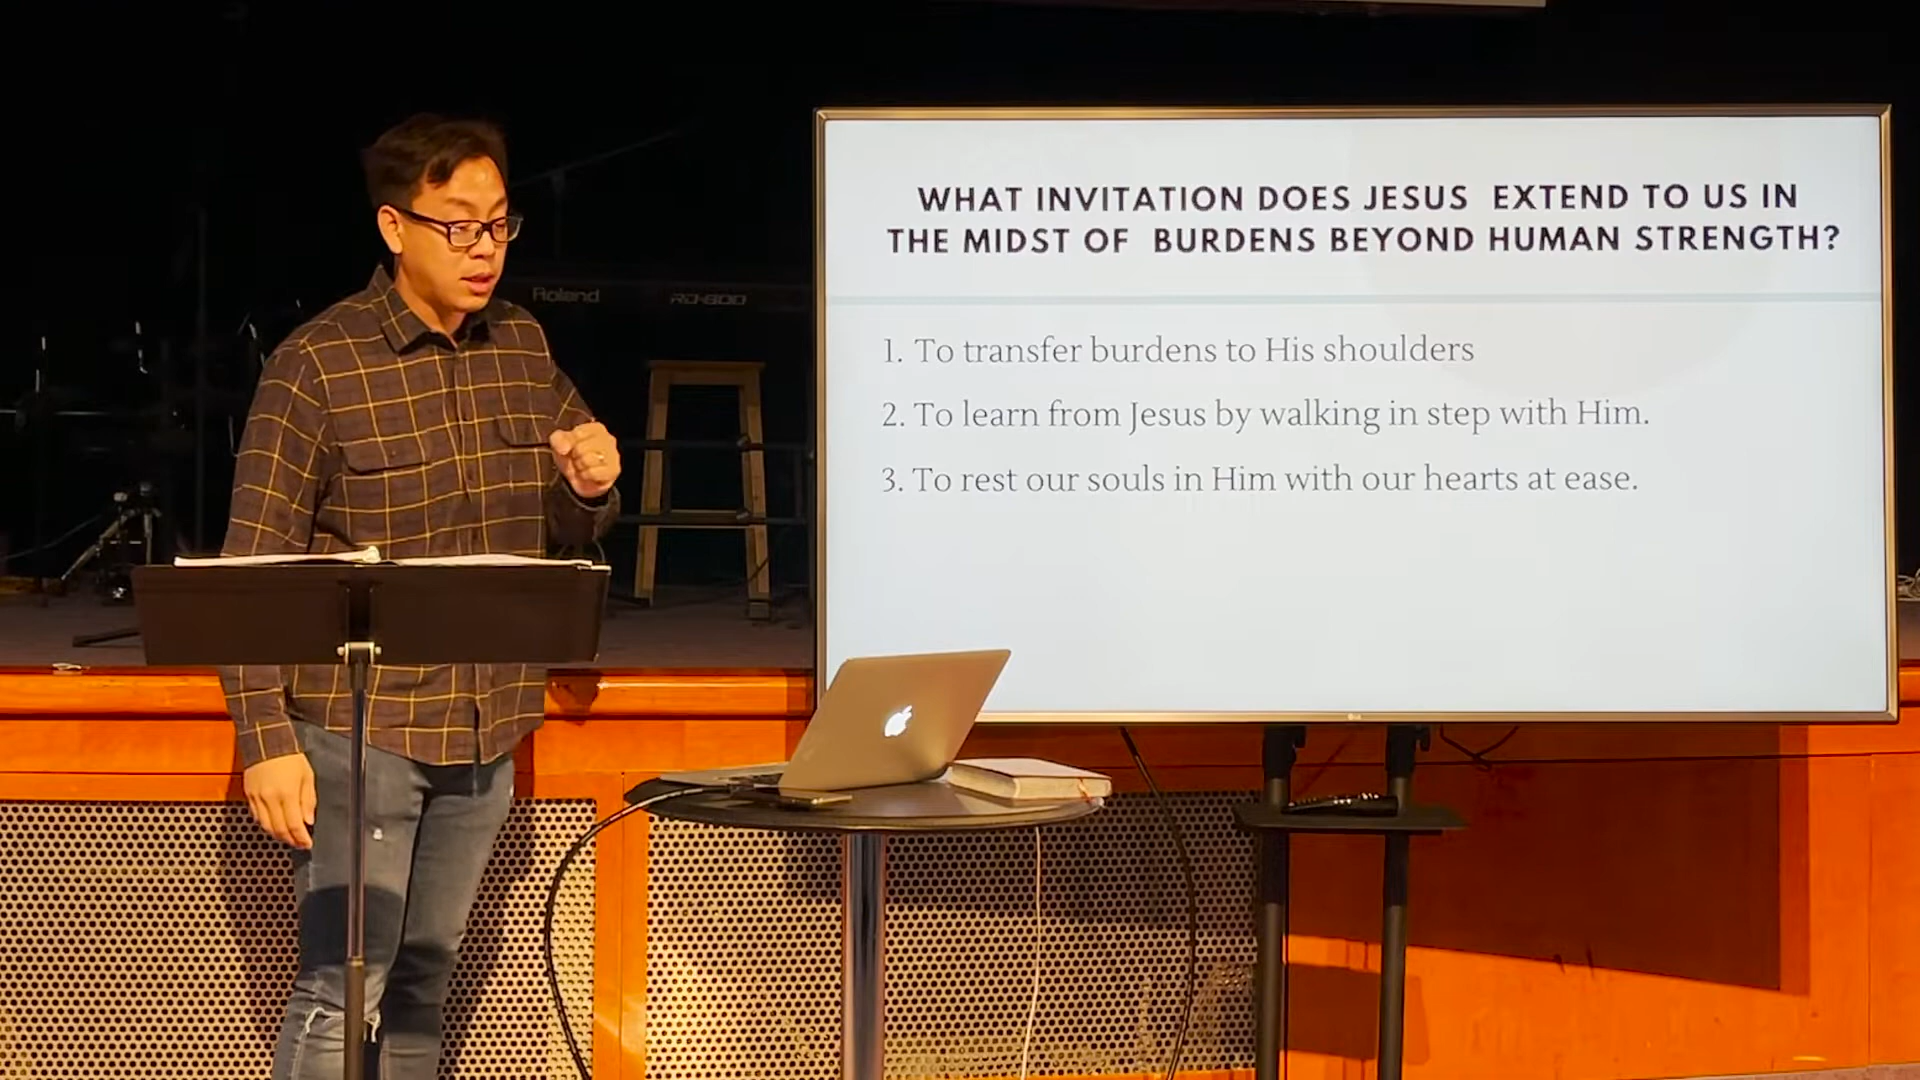 WHAT INVITATION DOES JESUS EXTEND TO US IN
THE MIDST OF BURDENS BEYOND HUMAN STRENGTH?
1. To transfer burdens to His shoulders
2. To learn from Jesus by walking in step with Him.
3. To rest our souls in Him with our hearts at ease.
Roland RD-800